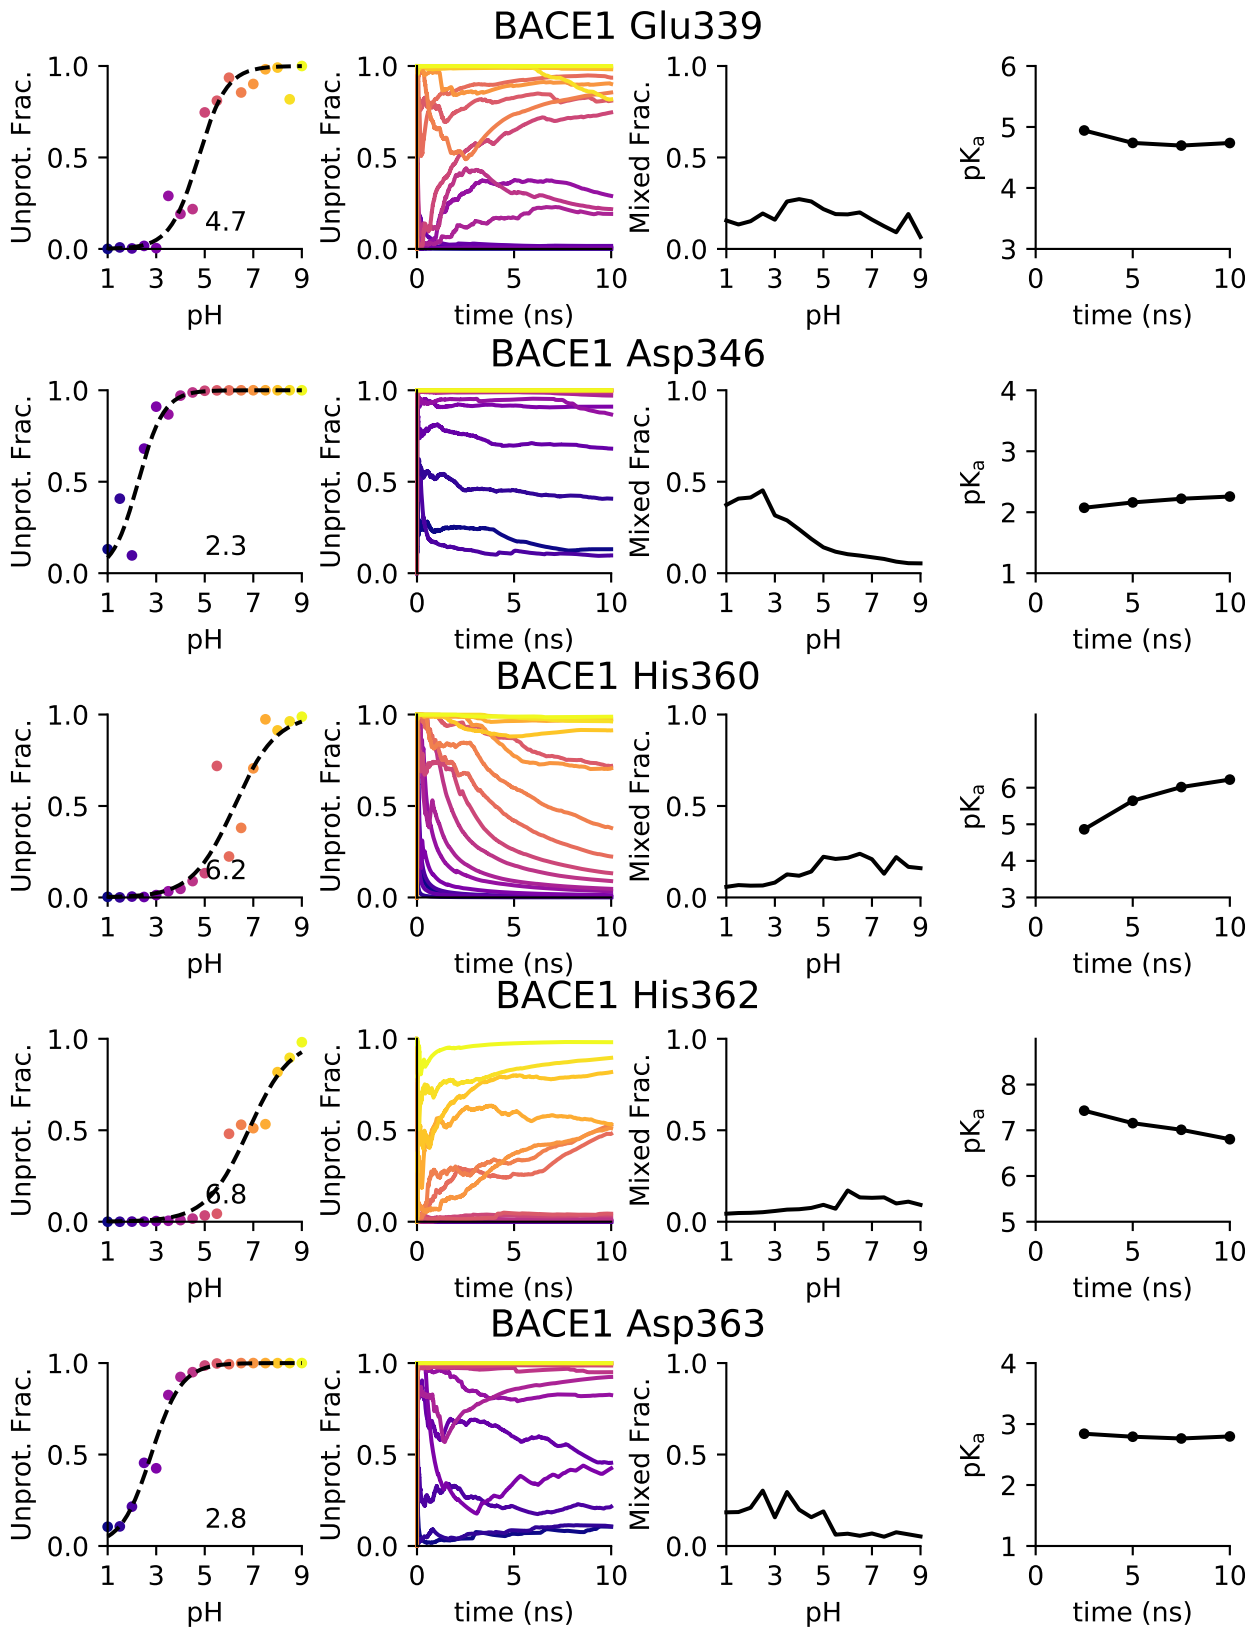 BACE1 Glu339
1.0 0.5 0.0 Unprot. Frac. 4.7 1 3 5 7 9 pH
1.0 0.5 0.0 Unprot. Frac. 0 5 10 time (ns)
1.0 0.5 0.0 Mixed Frac. 1 3 5 7 9 pH
6 5 4 3 pKa 0 5 10 time (ns)
BACE1 Asp346
1.0 0.5 0.0 Unprot. Frac. 2.3 1 3 5 7 9 pH
1.0 0.5 0.0 Unprot. Frac. 0 5 10 time (ns)
1.0 0.5 0.0 Mixed Frac. 1 3 5 7 9 pH
4 3 2 1 pKa 0 5 10 time (ns)
BACE1 His360
1.0 0.5 0.0 Unprot. Frac. 6.2 1 3 5 7 9 pH
1.0 0.5 0.0 Unprot. Frac. 0 5 10 time (ns)
1.0 0.5 0.0 Mixed Frac. 1 3 5 7 9 pH
6 5 4 3 pKa 0 5 10 time (ns)
BACE1 His362
1.0 0.5 0.0 Unprot. Frac. 6.8 1 3 5 7 9 pH
1.0 0.5 0.0 Unprot. Frac. 0 5 10 time (ns)
1.0 0.5 0.0 Mixed Frac. 1 3 5 7 9 pH
8 7 6 5 pKa 0 5 10 time (ns)
BACE1 Asp363
1.0 0.5 0.0 Unprot. Frac. 2.8 1 3 5 7 9 pH
1.0 0.5 0.0 Unprot. Frac. 0 5 10 time (ns)
1.0 0.5 0.0 Mixed Frac. 1 3 5 7 9 pH
4 3 2 1 pKa 0 5 10 time (ns)